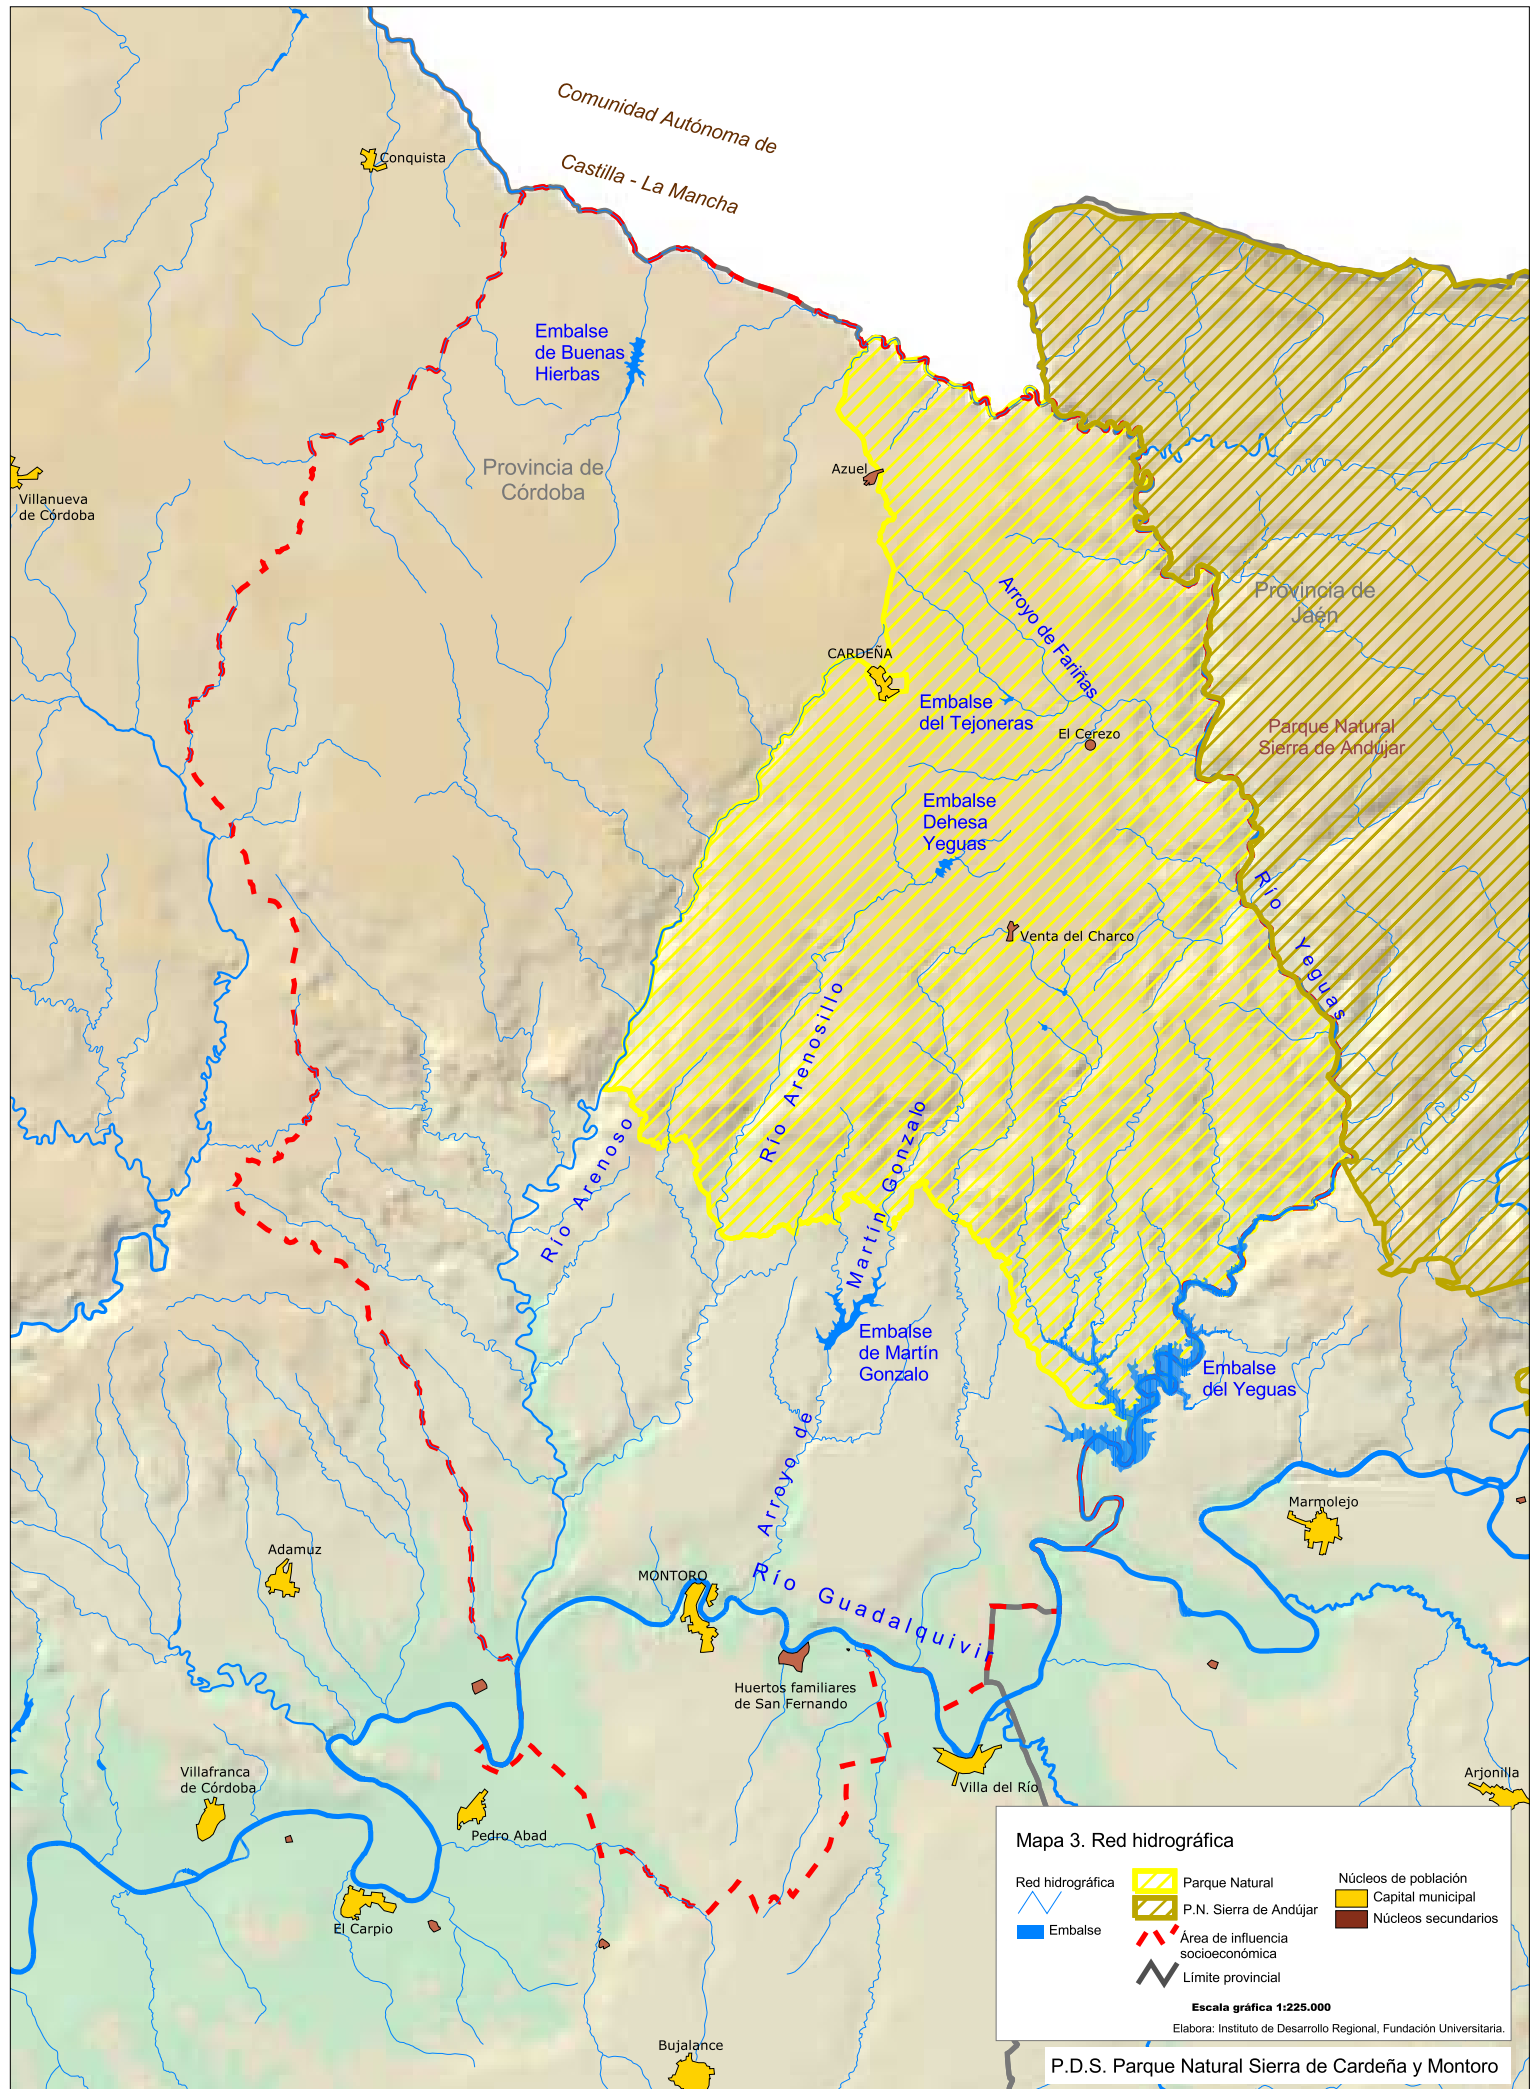 Comunidad Autónoma de
Castilla - La Mancha
Conquista
Embalse
de Buenas
Hierbas
Provincia de
Córdoba
Villanueva
de Córdoba
Azuel
Arroyo de Fariñas
Provincia de
Jaén
CARDEÑA
Embalse
del Tejoneras
El Cerezo
Parque Natural
Sierra de Andújar
Embalse
Dehesa
Yeguas
Río Yeguas
Venta del Charco
Río Arenosillo
Río Arenoso
Arroyo de Martín Gonzalo
Embalse
de Martín
Gonzalo
Embalse
del Yeguas
Marmolejo
Adamuz
MONTORO
Río Guadalquivir
Huertos familiares
de San Fernando
Villafranca
de Córdoba
Pedro Abad
Villa del Río
Arjonilla
El Carpio
Bujalance
Mapa 3. Red hidrográfica
Red hidrográfica
Embalse
Parque Natural
P.N. Sierra de Andújar
Área de influencia
socioeconómica
Límite provincial
Núcleos de población
Capital municipal
Núcleos secundarios
Escala gráfica 1:225.000
Elabora: Instituto de Desarrollo Regional, Fundación Universitaria.
P.D.S. Parque Natural Sierra de Cardeña y Montoro